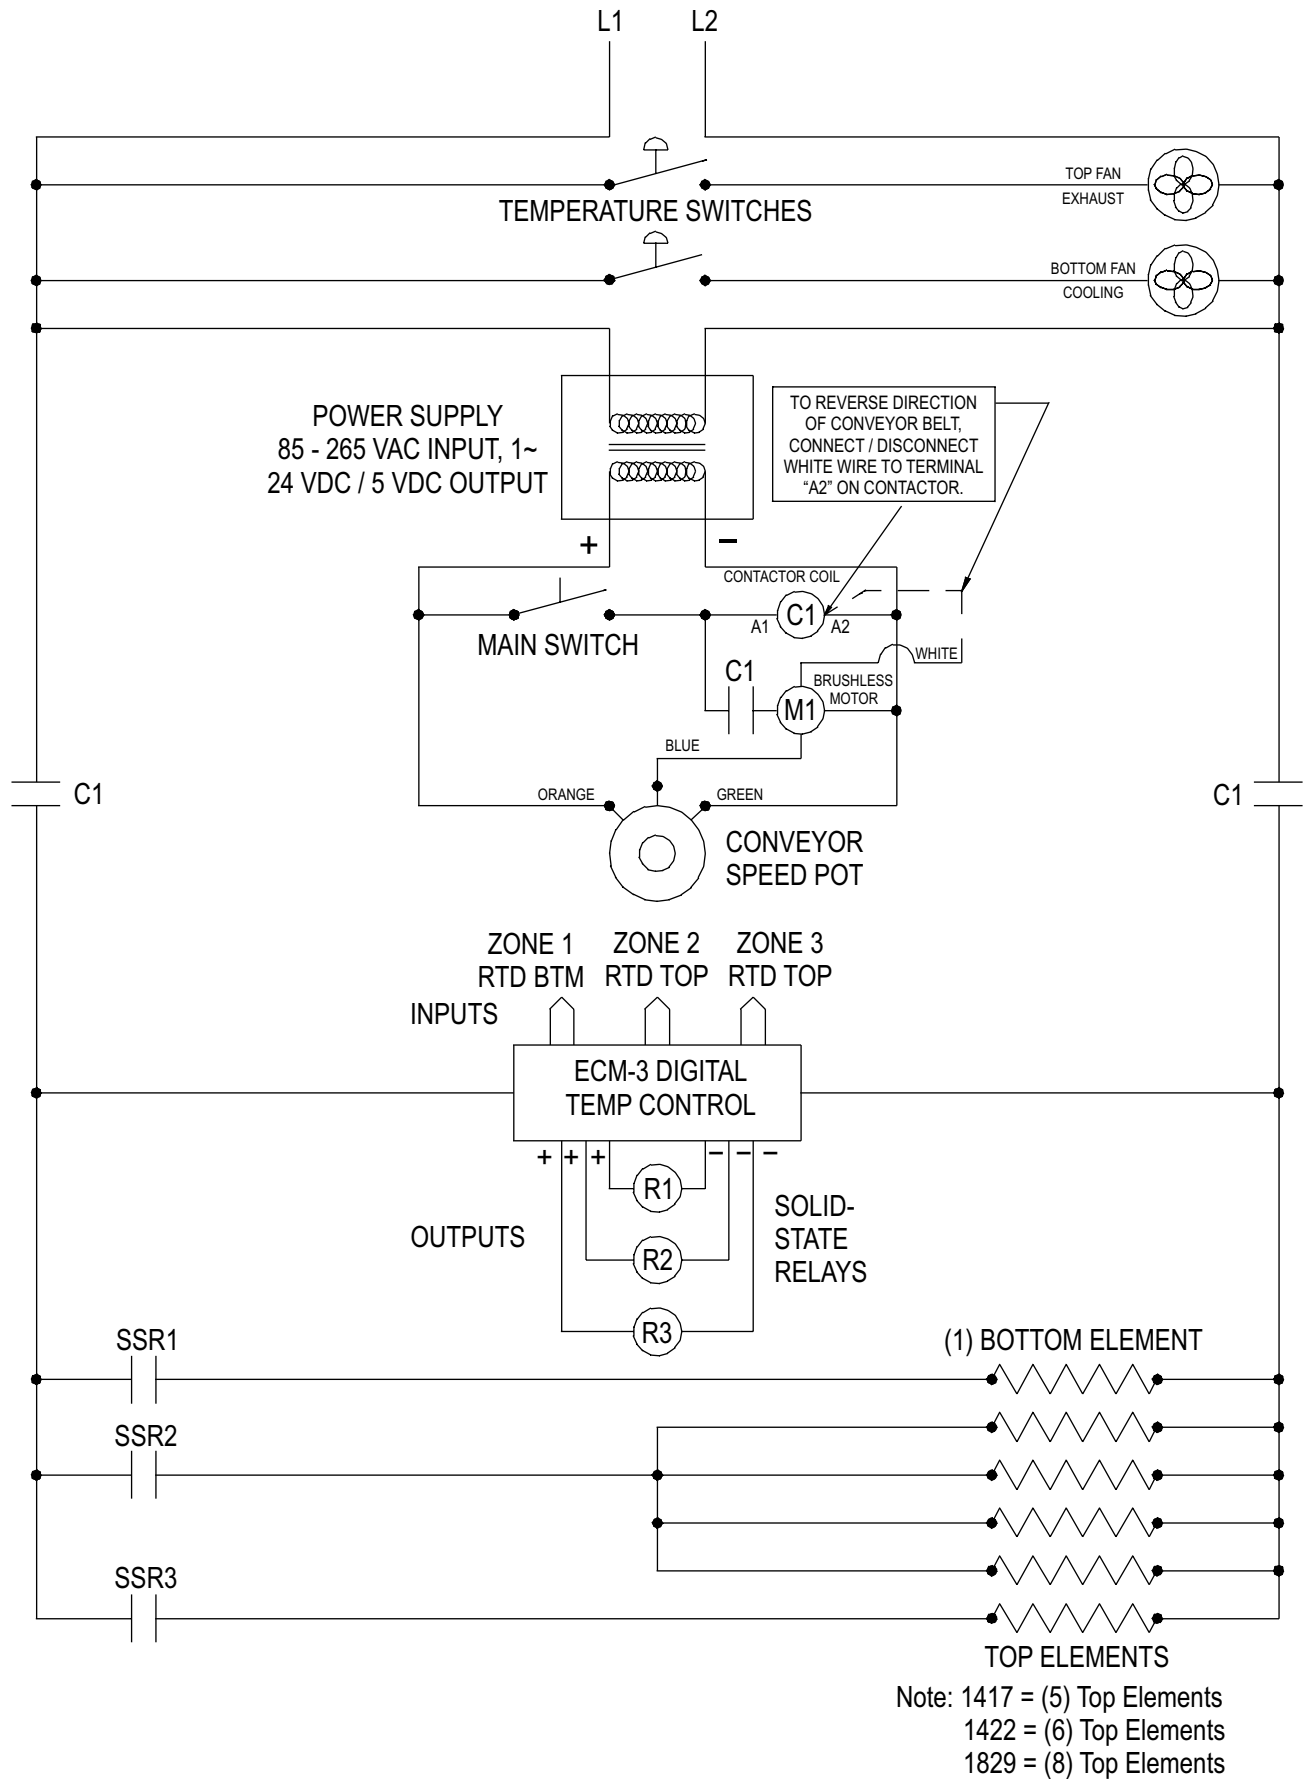 L1 L2
TOP FAN
EXHAUST
TEMPERATURE SWITCHES
BOTTOM FAN
COOLING
POWER SUPPLY
85 - 265 VAC INPUT, 1~
24 VDC / 5 VDC OUTPUT
TO REVERSE DIRECTION
OF CONVEYOR BELT,
CONNECT / DISCONNECT
WHITE WIRE TO TERMINAL
“A2” ON CONTACTOR.
+ −
CONTACTOR COIL
A1 C1 A2
MAIN SWITCH
WHITE
C1
BRUSHLESS
MOTOR
M1
BLUE
C1
ORANGE
GREEN
C1
CONVEYOR
SPEED POT
ZONE 1
RTD BTM
ZONE 2
RTD TOP
ZONE 3
RTD TOP
INPUTS
ECM-3 DIGITAL
TEMP CONTROL
+ + + − − −
R1
SOLID-
STATE
RELAYS
OUTPUTS
R2
R3
SSR1
(1) BOTTOM ELEMENT
SSR2
SSR3
TOP ELEMENTS
Note: 1417 = (5) Top Elements
1422 = (6) Top Elements
1829 = (8) Top Elements